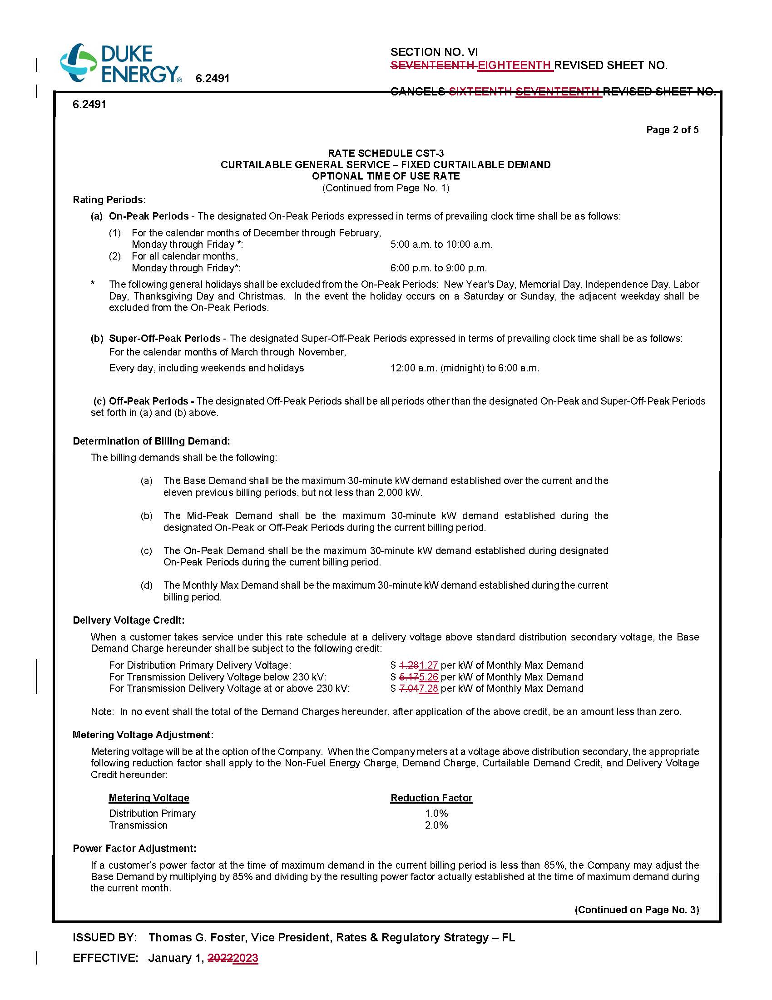 DUKE
ENERGY® 6.2491
SECTION NO. VI
SEVENTEENTH EIGHTEENTH REVISED SHEET NO.
CANCELS SIXTEENTH SEVENTEENTH REVISED SHEET NO.
6.2491
Page 2 of 5
RATE SCHEDULE CST-3
CURTAILABLE GENERAL SERVICE – FIXED CURTAILABLE DEMAND
OPTIONAL TIME OF USE RATE
(Continued from Page No. 1)
Rating Periods:
(a) On-Peak Periods - The designated On-Peak Periods expressed in terms of prevailing clock time shall be as follows:
(1) For the calendar months of December through February,
Monday through Friday *: 5:00 a.m. to 10:00 a.m.
(2) For all calendar months,
Monday through Friday*: 6:00 p.m. to 9:00 p.m.
* The following general holidays shall be excluded from the On-Peak Periods: New Year's Day, Memorial Day, Independence Day, Labor
Day, Thanksgiving Day and Christmas. In the event the holiday occurs on a Saturday or Sunday, the adjacent weekday shall be
excluded from the On-Peak Periods.
(b) Super-Off-Peak Periods - The designated Super-Off-Peak Periods expressed in terms of prevailing clock time shall be as follows:
For the calendar months of March through November,
Every day, including weekends and holidays 12:00 a.m. (midnight) to 6:00 a.m.
(c) Off-Peak Periods - The designated Off-Peak Periods shall be all periods other than the designated On-Peak and Super-Off-Peak Periods
set forth in (a) and (b) above.
Determination of Billing Demand:
The billing demands shall be the following:
(a) The Base Demand shall be the maximum 30-minute kW demand established over the current and the
eleven previous billing periods, but not less than 2,000 kW.
(b) The Mid-Peak Demand shall be the maximum 30-minute kW demand established during the
designated On-Peak or Off-Peak Periods during the current billing period.
(c) The On-Peak Demand shall be the maximum 30-minute kW demand established during designated
On-Peak Periods during the current billing period.
(d) The Monthly Max Demand shall be the maximum 30-minute kW demand established during the current
billing period.
Delivery Voltage Credit:
When a customer takes service under this rate schedule at a delivery voltage above standard distribution secondary voltage, the Base
Demand Charge hereunder shall be subject to the following credit:
For Distribution Primary Delivery Voltage: $ 1.281.27 per kW of Monthly Max Demand
For Transmission Delivery Voltage below 230 kV: $ 5.175.26 per kW of Monthly Max Demand
For Transmission Delivery Voltage at or above 230 kV: $ 7.047.28 per kW of Monthly Max Demand
Note: In no event shall the total of the Demand Charges hereunder, after application of the above credit, be an amount less than zero.
Metering Voltage Adjustment:
Metering voltage will be at the option of the Company. When the Company meters at a voltage above distribution secondary, the appropriate
following reduction factor shall apply to the Non-Fuel Energy Charge, Demand Charge, Curtailable Demand Credit, and Delivery Voltage
Credit hereunder:
Metering Voltage Reduction Factor
Distribution Primary 1.0%
Transmission 2.0%
Power Factor Adjustment:
If a customer’s power factor at the time of maximum demand in the current billing period is less than 85%, the Company may adjust the
Base Demand by multiplying by 85% and dividing by the resulting power factor actually established at the time of maximum demand during
the current month.
(Continued on Page No. 3)
ISSUED BY: Thomas G. Foster, Vice President, Rates & Regulatory Strategy – FL
EFFECTIVE: January 1, 20222023